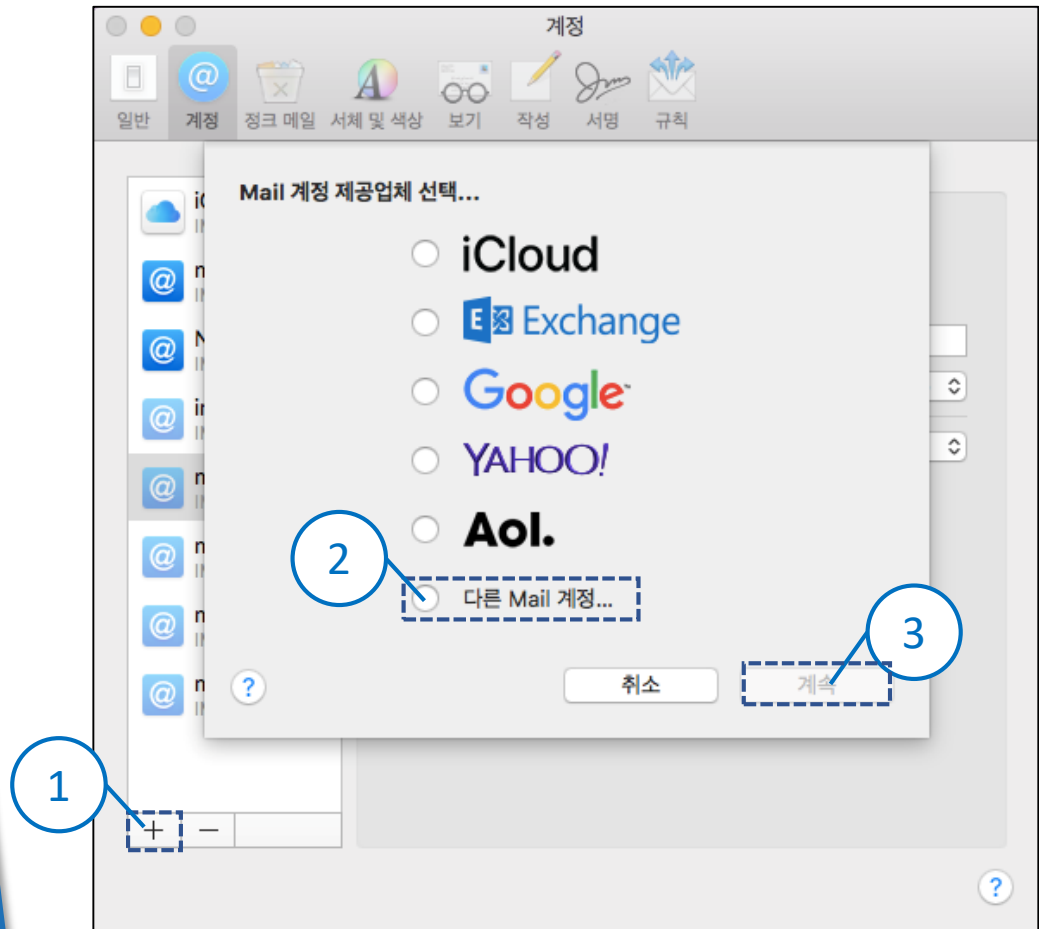 계정
일반 계정 정크 메일 서체 및 색상 보기 작성 서명 규칙
Mail 계정 제공업체 선택...
iCloud
E Exchange
Google
YAHOO!
Aol.
2
다른 Mail 계정...
3
? 취소 계속
1
+ −
?